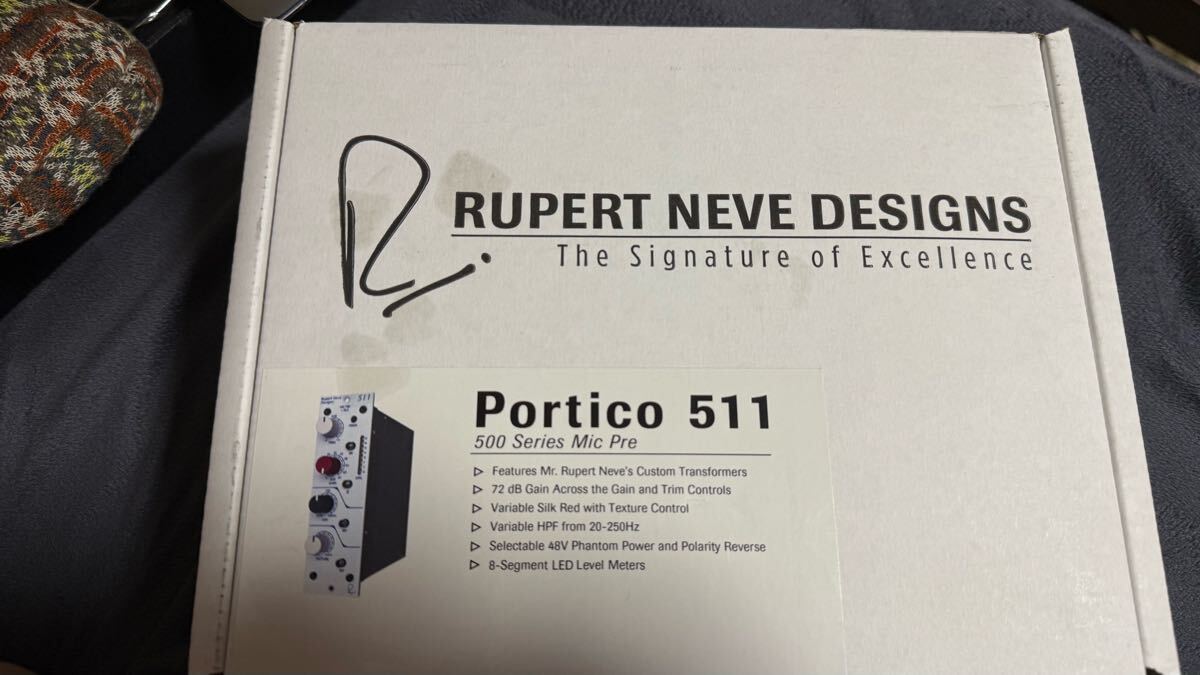 R.
RUPERT NEVE DESIGNS
The Signature of Excellence
511
Portico 511
500 Series Mic Pre
Features Mr. Rupert Neve's Custom Transformers
72 dB Gain Across the Gain and Trim Controls
Variable Silk Red with Texture Control
Variable HPF from 20-250Hz
Selectable 48V Phantom Power and Polarity Reverse
8-Segment LED Level Meters